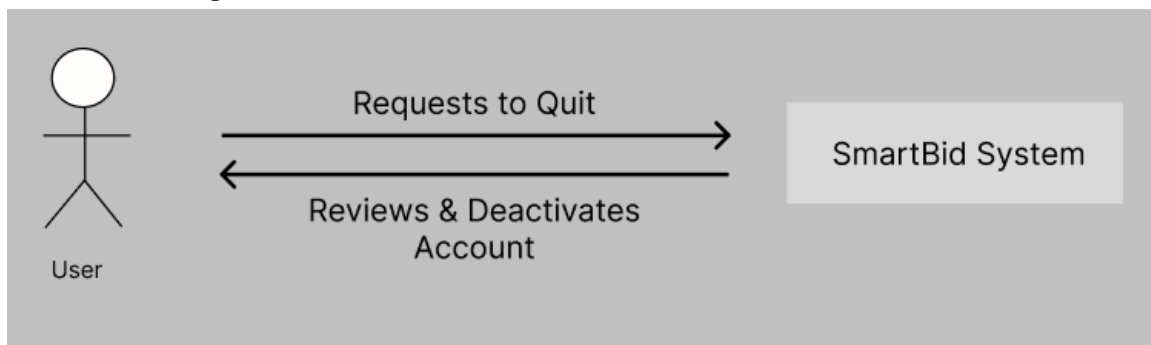 Requests to Quit
SmartBid System
Reviews & Deactivates
Account
User